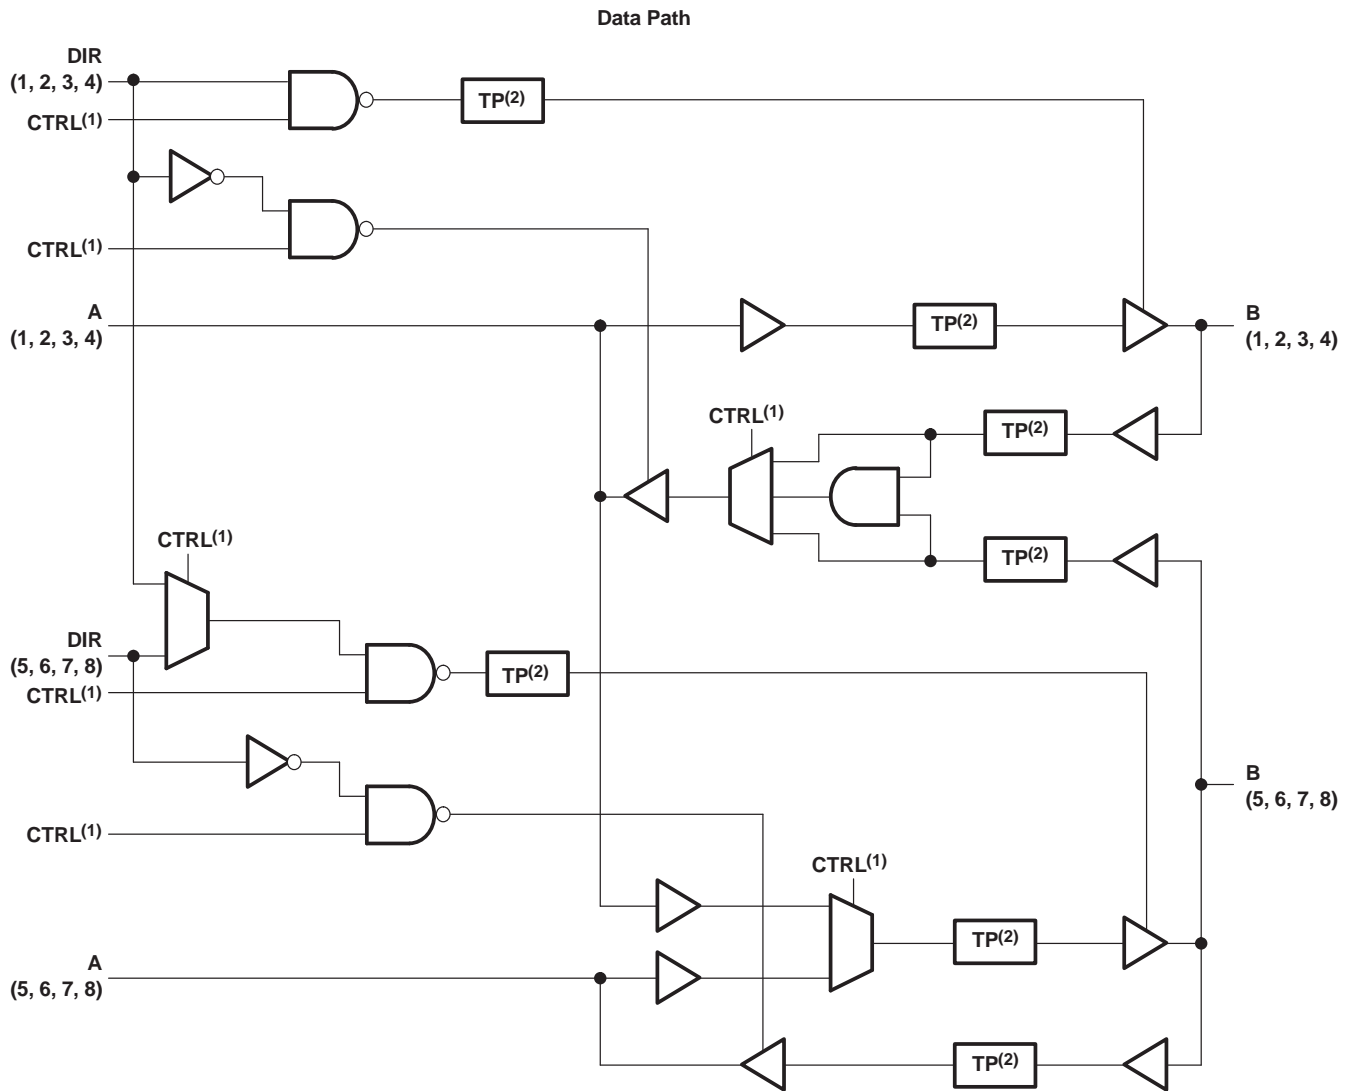 Data Path
DIR
(1, 2, 3, 4)
TP(2)
CTRL(1)
CTRL(1)
A
(1, 2, 3, 4)
TP(2)
B
(1, 2, 3, 4)
CTRL(1)
TP(2)
CTRL(1)
TP(2)
DIR
(5, 6, 7, 8)
TP(2)
CTRL(1)
B
(5, 6, 7, 8)
CTRL(1)
CTRL(1)
TP(2)
A
(5, 6, 7, 8)
TP(2)